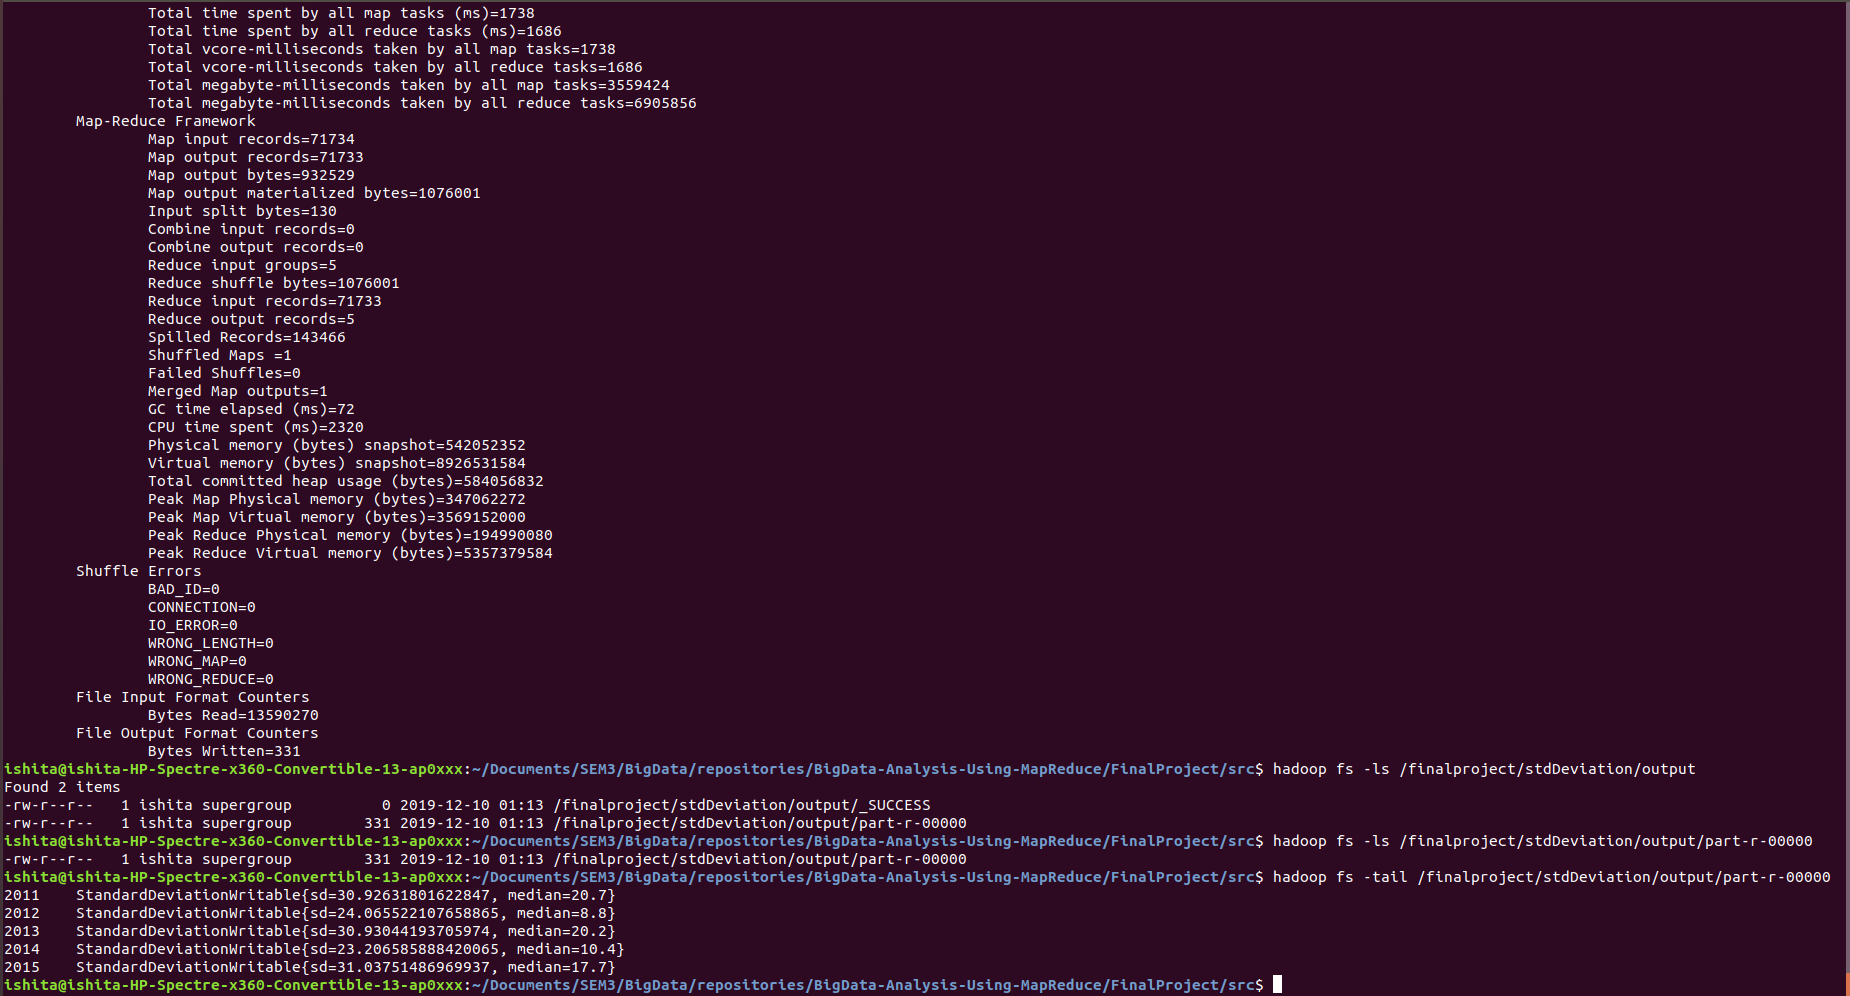 Total time spent by all map tasks (ms)=1738
Total time spent by all reduce tasks (ms)=1686
Total vcore-milliseconds taken by all map tasks=1738
Total vcore-milliseconds taken by all reduce tasks=1686
Total megabyte-milliseconds taken by all map tasks=3559424
Total megabyte-milliseconds taken by all reduce tasks=6905856
Map-Reduce Framework
Map input records=71734
Map output records=71733
Map output bytes=932529
Map output materialized bytes=1076001
Input split bytes=130
Combine input records=0
Combine output records=0
Reduce input groups=5
Reduce shuffle bytes=1076001
Reduce input records=71733
Reduce output records=5
Spilled Records=143466
Shuffled Maps =1
Failed Shuffles=0
Merged Map outputs=1
GC time elapsed (ms)=72
CPU time spent (ms)=2320
Physical memory (bytes) snapshot=542052352
Virtual memory (bytes) snapshot=8926531584
Total committed heap usage (bytes)=584056832
Peak Map Physical memory (bytes)=347062272
Peak Map Virtual memory (bytes)=3569152000
Peak Reduce Physical memory (bytes)=194990080
Peak Reduce Virtual memory (bytes)=5357379584
Shuffle Errors
BAD_ID=0
CONNECTION=0
IO_ERROR=0
WRONG_LENGTH=0
WRONG_MAP=0
WRONG_REDUCE=0
File Input Format Counters
Bytes Read=13590270
File Output Format Counters
Bytes Written=331
ishita@ishita-HP-Spectre-x360-Convertible-13-ap0xxx:~/Documents/SEM3/BigData/repositories/BigData-Analysis-Using-MapReduce/FinalProject/src$ hadoop fs -ls /finalproject/stdDeviation/output
Found 2 items
-rw-r--r--   1 ishita supergroup          0 2019-12-10 01:13 /finalproject/stdDeviation/output/_SUCCESS
-rw-r--r--   1 ishita supergroup        331 2019-12-10 01:13 /finalproject/stdDeviation/output/part-r-00000
ishita@ishita-HP-Spectre-x360-Convertible-13-ap0xxx:~/Documents/SEM3/BigData/repositories/BigData-Analysis-Using-MapReduce/FinalProject/src$ hadoop fs -ls /finalproject/stdDeviation/output/part-r-00000
-rw-r--r--   1 ishita supergroup        331 2019-12-10 01:13 /finalproject/stdDeviation/output/part-r-00000
ishita@ishita-HP-Spectre-x360-Convertible-13-ap0xxx:~/Documents/SEM3/BigData/repositories/BigData-Analysis-Using-MapReduce/FinalProject/src$ hadoop fs -tail /finalproject/stdDeviation/output/part-r-00000
2011    StandardDeviationWritable{sd=30.92631801622847, median=20.7}
2012    StandardDeviationWritable{sd=24.065522107658865, median=8.8}
2013    StandardDeviationWritable{sd=30.93044193705974, median=20.2}
2014    StandardDeviationWritable{sd=23.206585888420065, median=10.4}
2015    StandardDeviationWritable{sd=31.03751486969937, median=17.7}
ishita@ishita-HP-Spectre-x360-Convertible-13-ap0xxx:~/Documents/SEM3/BigData/repositories/BigData-Analysis-Using-MapReduce/FinalProject/src$